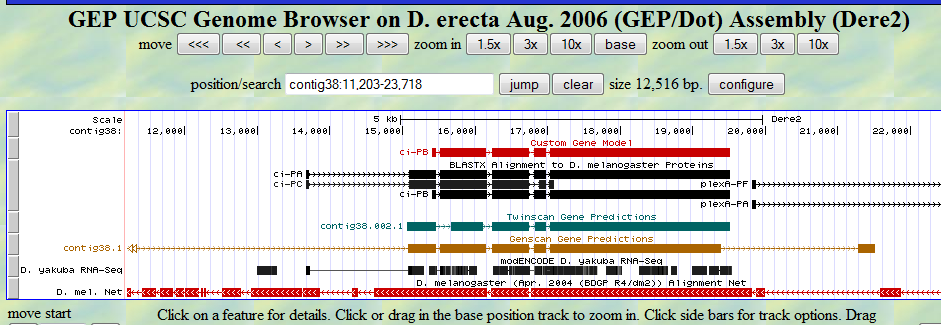 GEP UCSC Genome Browser on D. erecta Aug. 2006 (GEP/Dot) Assembly (Dere2)
move <<< << < > >> >>> zoom in 1.5x 3x 10x base zoom out 1.5x 3x 10x
position/search contig38:11,203-23,718 jump clear size 12,516 bp. configure
Scale 5 kb Dere2
contig38: 12,000 13,000 14,000 15,000 16,000 17,000 18,000 19,000 20,000 21,000 22,000
Custom Gene Model
ci-PB
BLASTX Alignment to D. melanogaster Proteins
ci-PA
ci-PC plexA-PF
ci-PB
plexA-PA
Twinscan Gene Predictions
contig38.002.1
Genscan Gene Predictions
contig38.1
modENCODE D. yakuba RNA-Seq
D. yakuba RNA-Seq
D. melanogaster (Apr. 2004 (BDGP R4/dm2)) Alignment Net
D. mel. Net
move start Click on a feature for details. Click or drag in the base position track to zoom in. Click side bars for track options. Drag